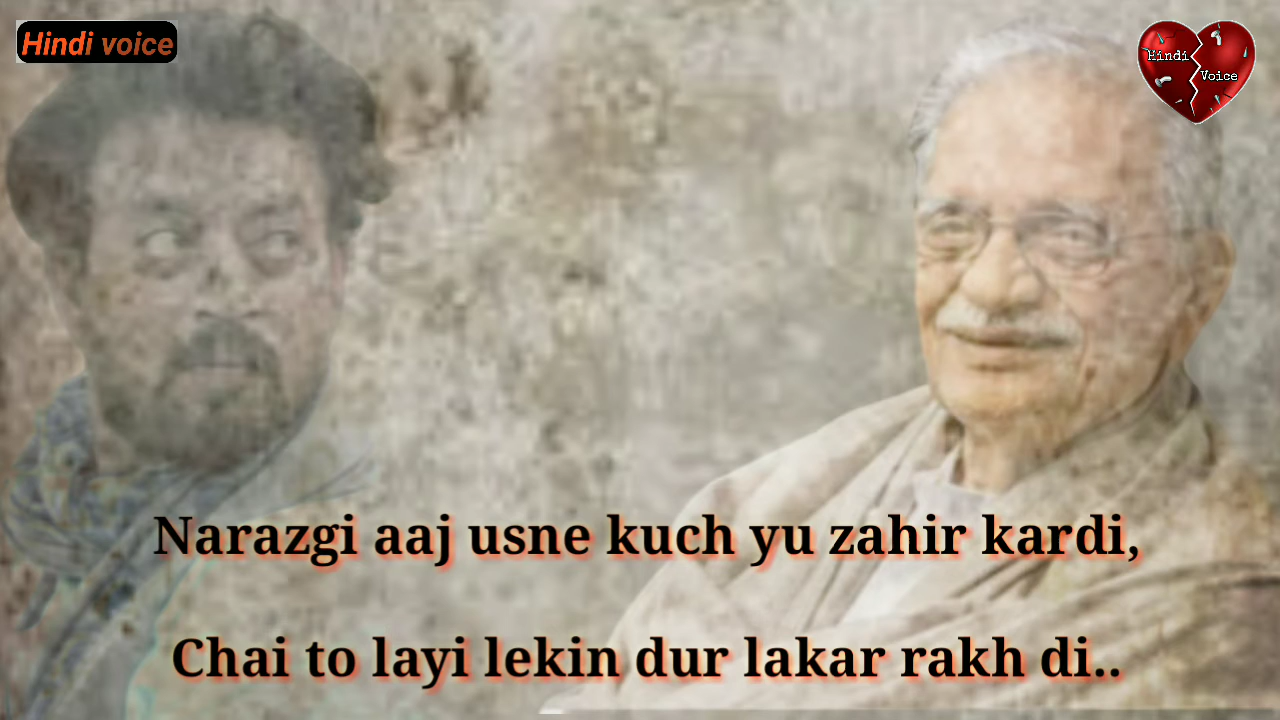 Hindi voice
Hindi
Voice
Narazgi aaj usne kuch yu zahir kardi,
Chai to layi lekin dur lakar rakh di..